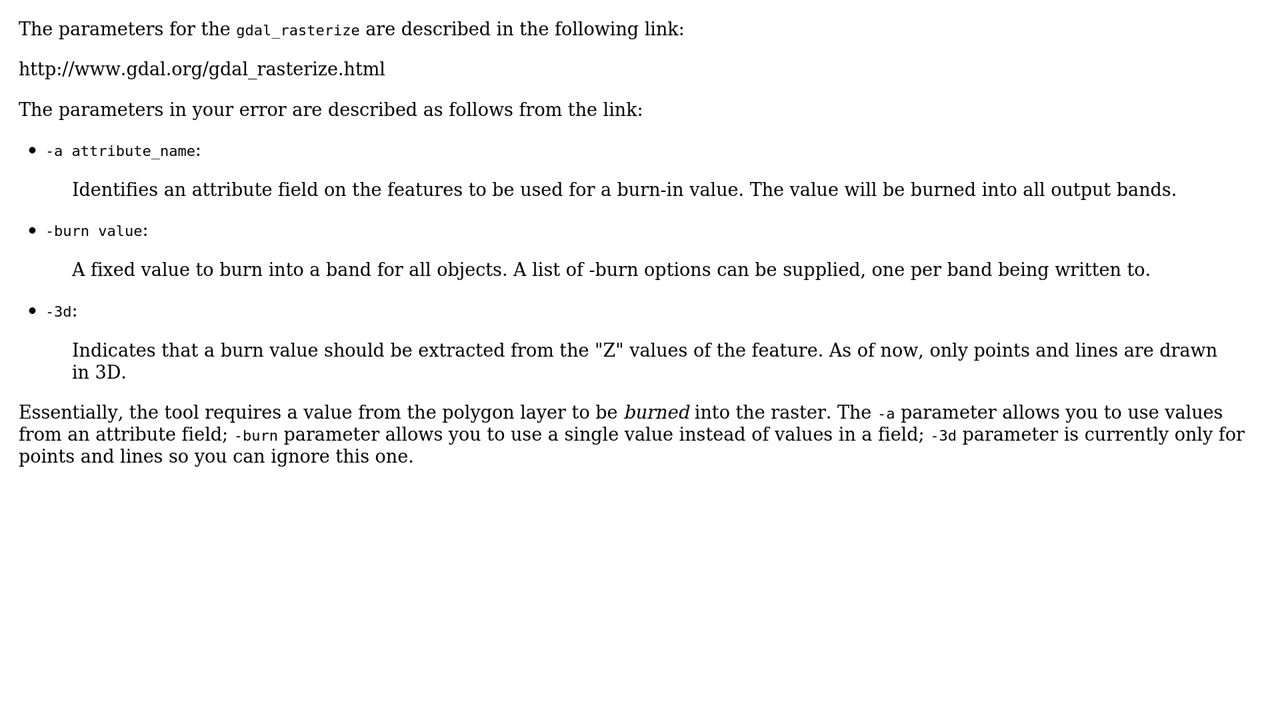 The parameters for the gdal_rasterize are described in the following link:
http://www.gdal.org/gdal_rasterize.html
The parameters in your error are described as follows from the link:
• -a attribute_name:
Identifies an attribute field on the features to be used for a burn-in value. The value will be burned into all output bands.
• -burn value:
A fixed value to burn into a band for all objects. A list of -burn options can be supplied, one per band being written to.
• -3d:
Indicates that a burn value should be extracted from the "Z" values of the feature. As of now, only points and lines are drawn
in 3D.
Essentially, the tool requires a value from the polygon layer to be burned into the raster. The -a parameter allows you to use values
from an attribute field; -burn parameter allows you to use a single value instead of values in a field; -3d parameter is currently only for
points and lines so you can ignore this one.